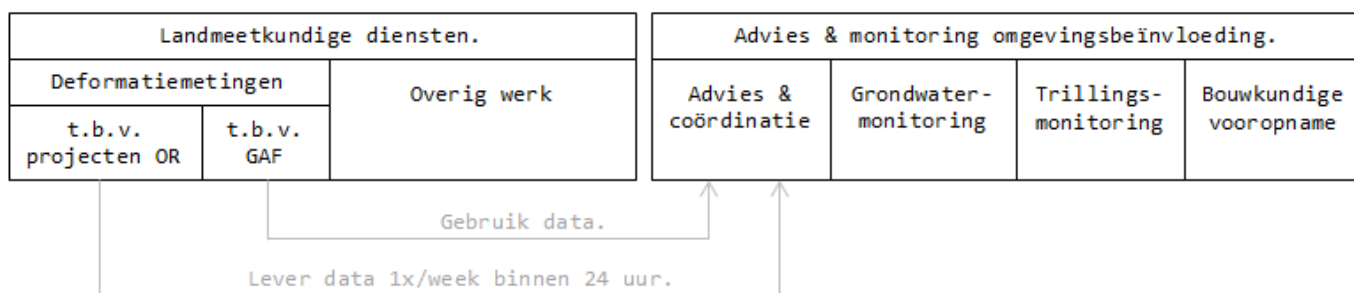 Landmeetkundige diensten.
Deformatiemetingen
t.b.v.
projecten OR
t.b.v.
GAF
Overig werk
Advies & monitoring omgevingsbeïnvloeding.
Advies &
coördinatie
Grondwater-
monitoring
Trillings-
monitoring
Bouwkundige
vooropname
Gebruik data.
Lever data 1x/week binnen 24 uur.